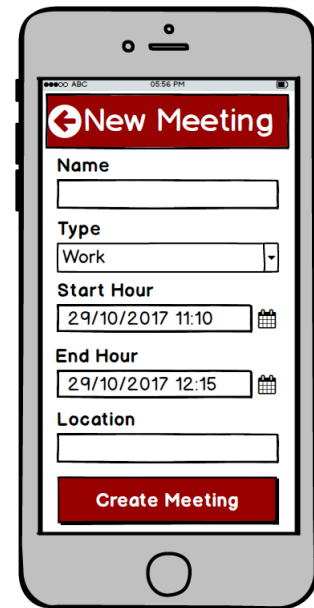 ABC 05:56 PM
New Meeting
Name
Type
Work
Start Hour
29/10/2017 11:10
End Hour
29/10/2017 12:15
Location
Create Meeting